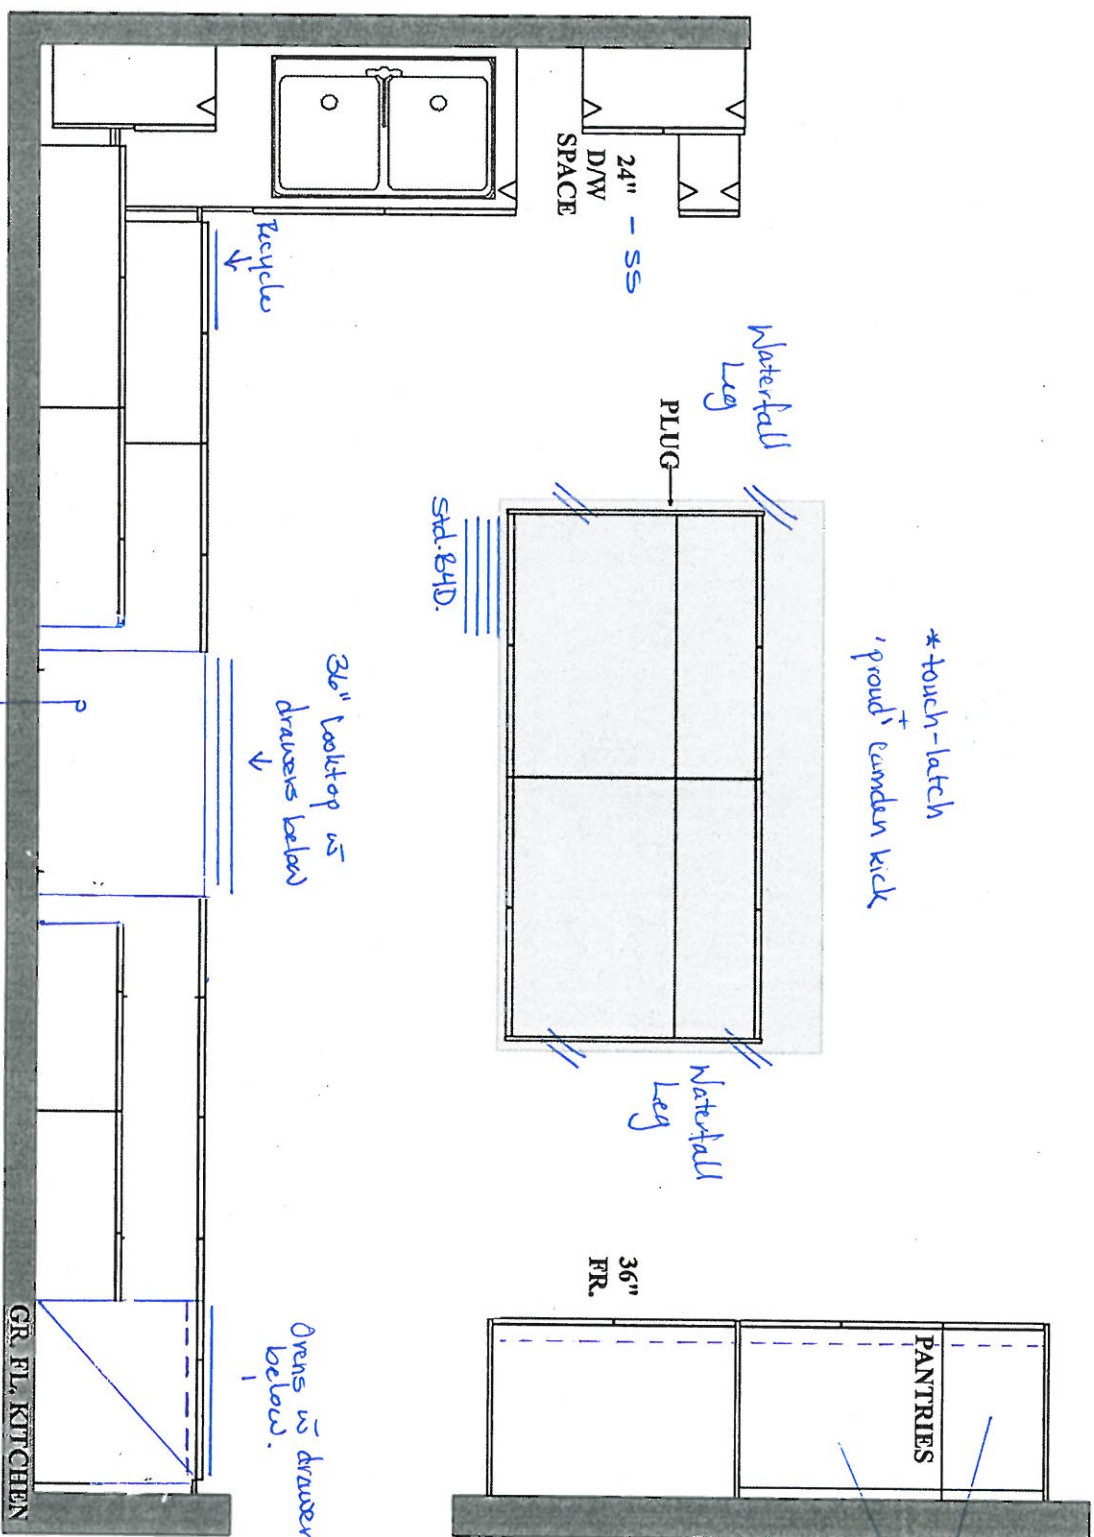 *touch-latch
+
'proud' Camden kick
Waterfall
Leg
PLUG
Waterfall
Leg
24" - SS
D/W
SPACE
36"
FR.
PANTRIES
Std. B4D.
Recycle
36" Cooktop w̄
drawers below
Ovens w̄ drawer
below.
GR. FL. KITCHEN